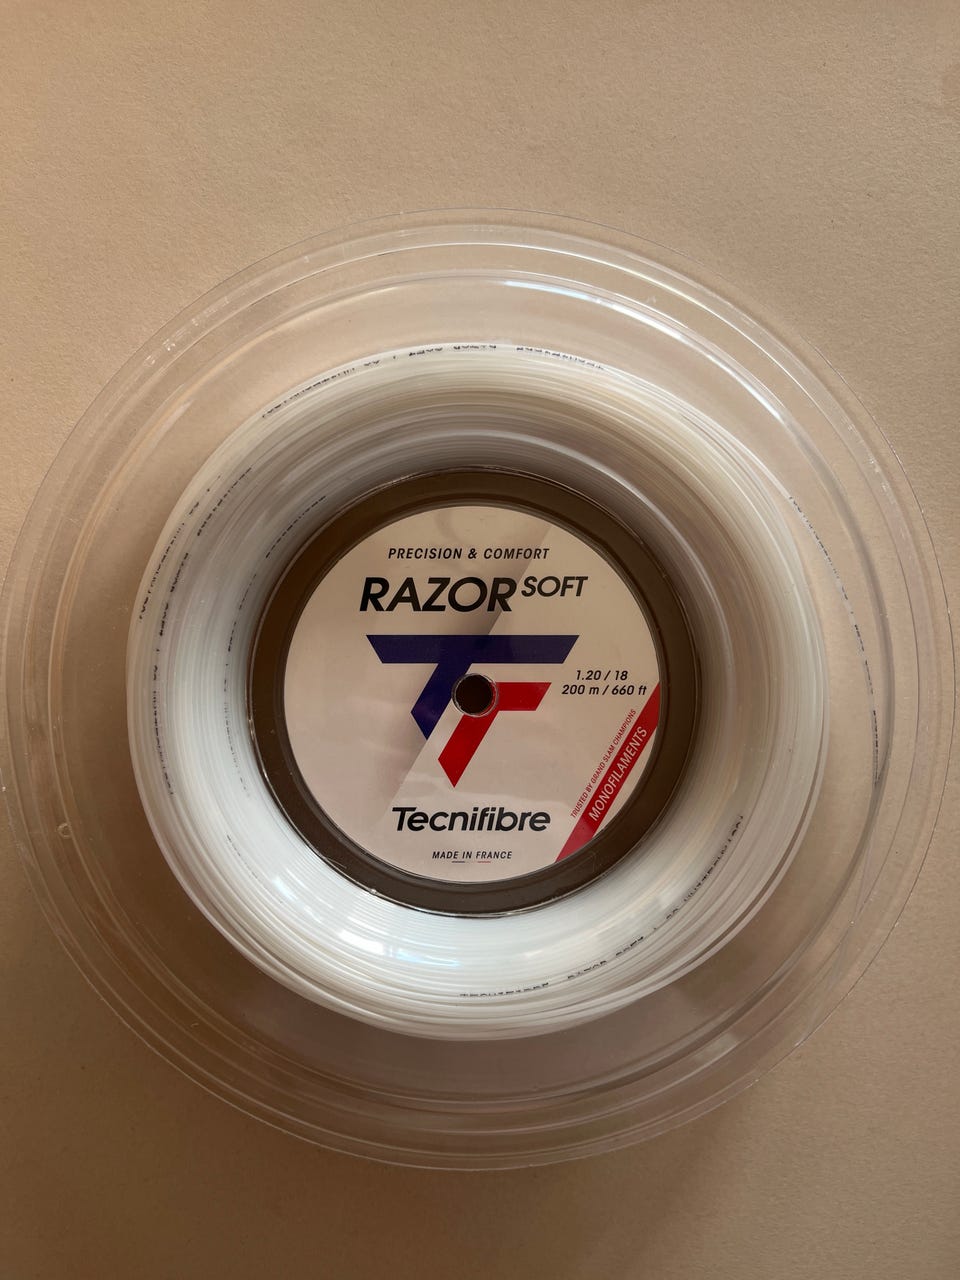 PRECISION & COMFORT
RAZOR SOFT
1.20 / 18
200 m / 660 ft
TRUSTED BY GRAND SLAM CHAMPIONS
MONOFILAMENTS
Tecnifibre
MADE IN FRANCE